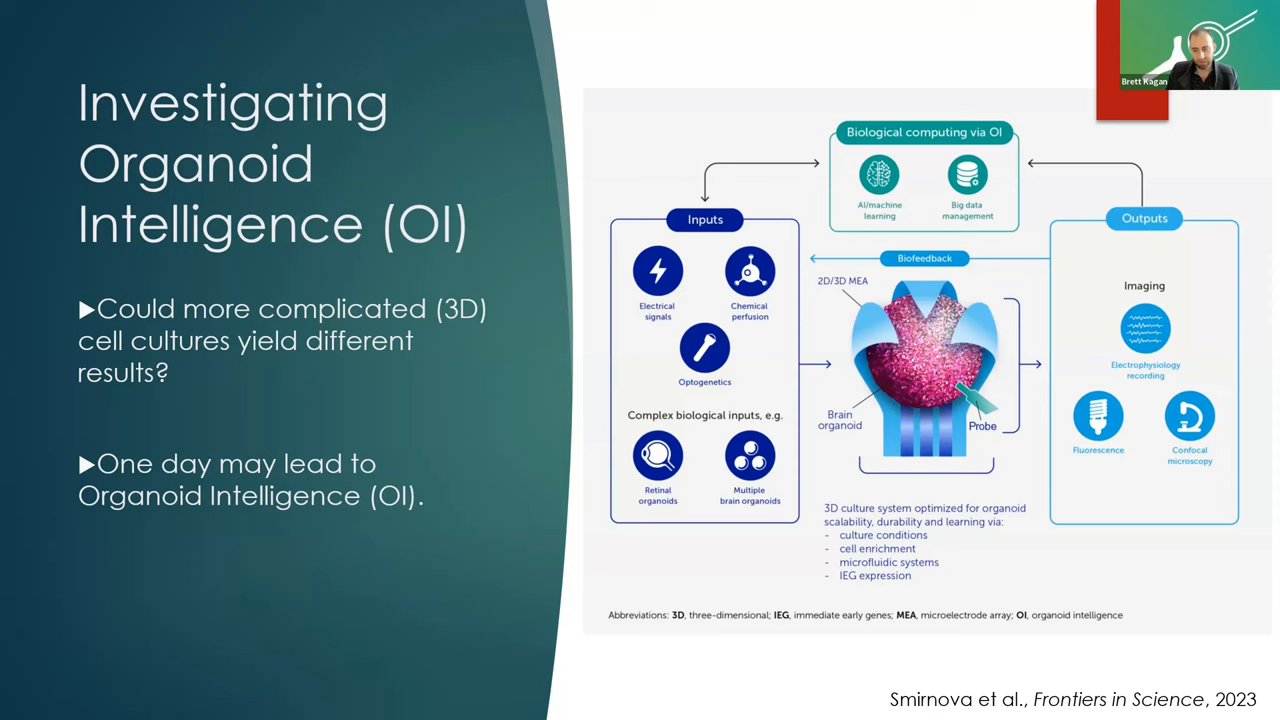 Investigating
Organoid
Intelligence (OI)
▶Could more complicated (3D)
cell cultures yield different
results?
▶One day may lead to
Organoid Intelligence (OI).
Brett Kagan
Biological computing via OI
AI/machine
learning
Big data
management
Inputs
Electrical
signals
Chemical
perfusion
Optogenetics
Complex biological inputs, e.g.
Retinal
organoids
Multiple
brain organoids
Biofeedback
2D/3D MEA
Brain
organoid
Probe
3D culture system optimized for organoid
scalability, durability and learning via:
- culture conditions
- cell enrichment
- microfluidic systems
- IEG expression
Outputs
Imaging
Electrophysiology
recording
Fluorescence
Confocal
microscopy
Abbreviations: 3D, three-dimensional; IEG, immediate early genes; MEA, microelectrode array; OI, organoid intelligence
Smirnova et al., Frontiers in Science, 2023